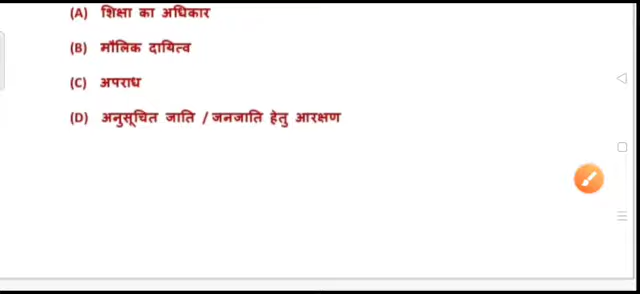 (A) शिक्षा का अधिकार
(B) मौलिक दायित्व
(C) अपराध
(D) अनुसूचित जाति / जनजाति हेतु आरक्षण